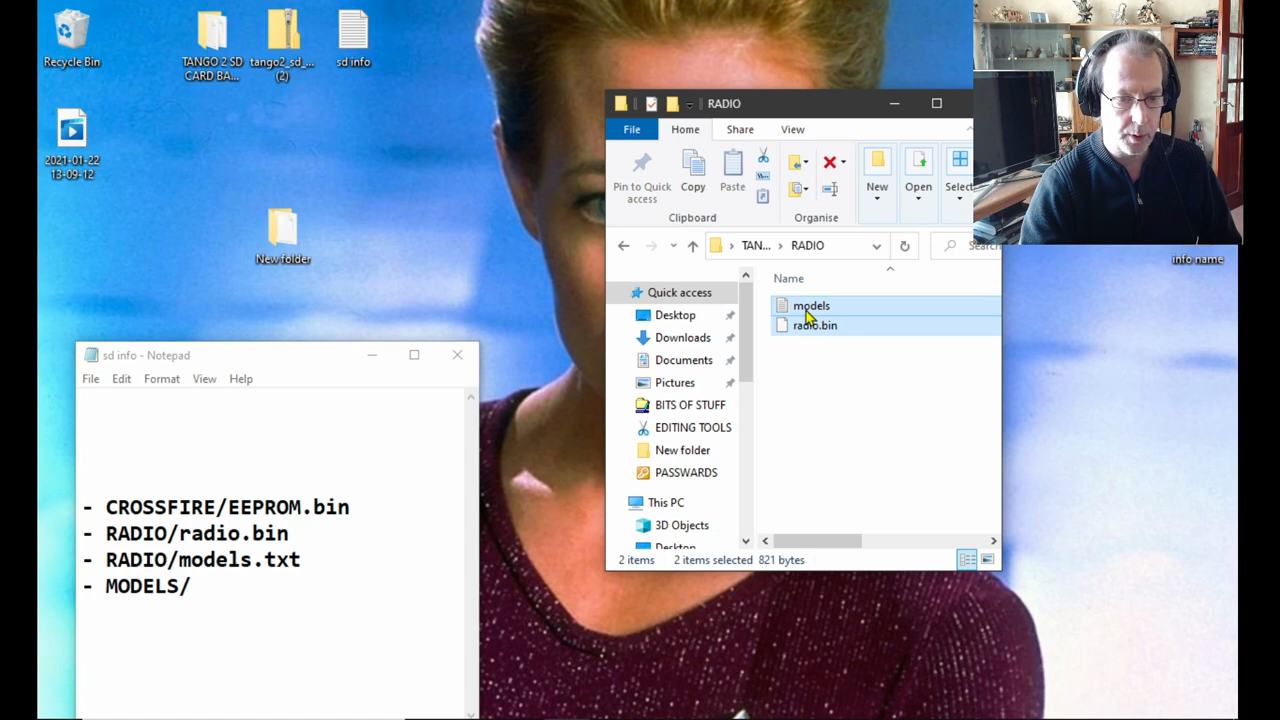 Recycle Bin
TANGO 2 SD
CARD BA...
tango2_sd_...
(2)
sd info
2021-01-22
13-09-12
New folder
info name
RADIO
File
Home
Share
View
Pin to Quick
access
Copy
Paste
Clipboard
Organise
New
Open
Select
TAN...
RADIO
Search
Name
Quick access
Desktop
Downloads
Documents
Pictures
BITS OF STUFF
EDITING TOOLS
New folder
PASSWARDS
This PC
3D Objects
Desktop
models
radio.bin
2 items
2 items selected
821 bytes
sd info - Notepad
File
Edit
Format
View
Help
- CROSSFIRE/EEPROM.bin
- RADIO/radio.bin
- RADIO/models.txt
- MODELS/